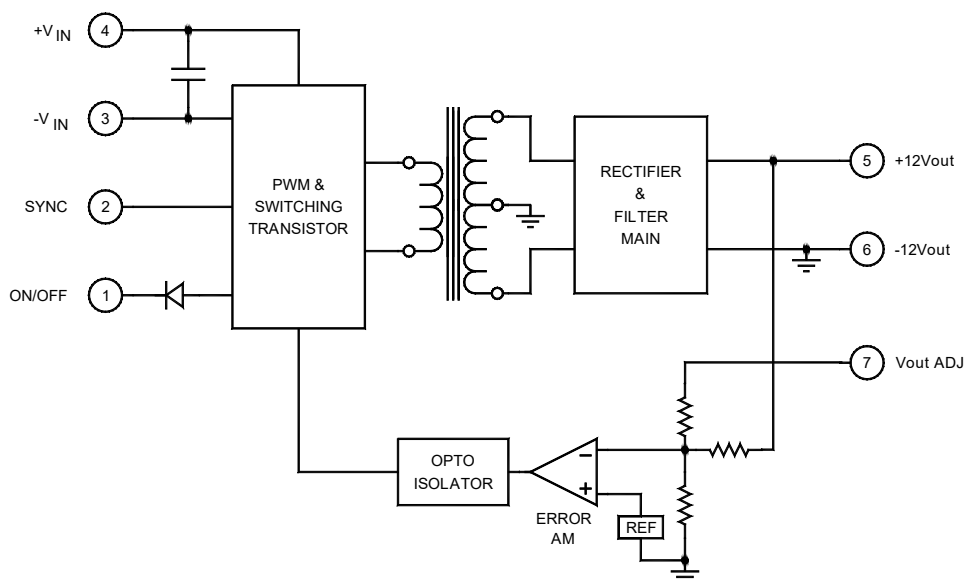 +V IN
4
-V IN
3
SYNC
2
ON/OFF
1
PWM &
SWITCHING
TRANSISTOR
RECTIFIER
&
FILTER
MAIN
5
+12Vout
6
-12Vout
7
Vout ADJ
OPTO
ISOLATOR
−
+
ERROR
AM
REF